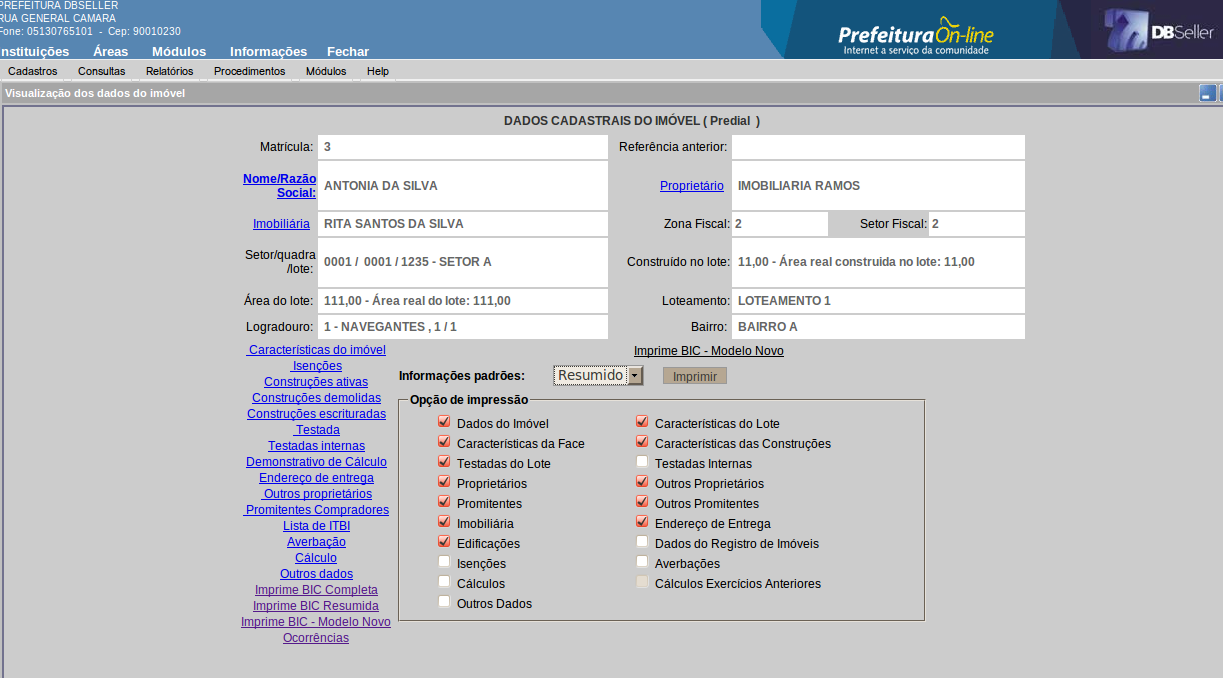 PREFEITURA DBSELLER
RUA GENERAL CAMARA
Fone: 05130765101 - Cep: 90010230
nstituições Áreas Módulos Informações Fechar
PrefeituraOn-line
Internet a serviço da comunidade
DBSeller
Cadastros Consultas Relatórios Procedimentos Módulos Help
Visualização dos dados do imóvel
DADOS CADASTRAIS DO IMÓVEL ( Predial )
Matrícula: 3 Referência anterior:
Nome/Razão Social: ANTONIA DA SILVA Proprietário IMOBILIARIA RAMOS
Imobiliária RITA SANTOS DA SILVA Zona Fiscal: 2 Setor Fiscal: 2
Setor/quadra /lote: 0001 / 0001 / 1235 - SETOR A Construído no lote: 11,00 - Área real construida no lote: 11,00
Área do lote: 111,00 - Área real do lote: 111,00 Loteamento: LOTEAMENTO 1
Logradouro: 1 - NAVEGANTES , 1 / 1 Bairro: BAIRRO A
Características do imóvel
Isenções
Construções ativas
Construções demolidas
Construções escrituradas
Testada
Testadas internas
Demonstrativo de Cálculo
Endereço de entrega
Outros proprietários
Promitentes Compradores
Lista de ITBI
Averbação
Cálculo
Outros dados
Imprime BIC Completa
Imprime BIC Resumida
Imprime BIC - Modelo Novo
Ocorrências
Imprime BIC - Modelo Novo
Informações padrões: Resumido Imprimir
Opção de impressão
Dados do Imóvel Características do Lote
Características da Face Características das Construções
Testadas do Lote Testadas Internas
Proprietários Outros Proprietários
Promitentes Outros Promitentes
Imobiliária Endereço de Entrega
Edificações Dados do Registro de Imóveis
Isenções Averbações
Cálculos Cálculos Exercícios Anteriores
Outros Dados